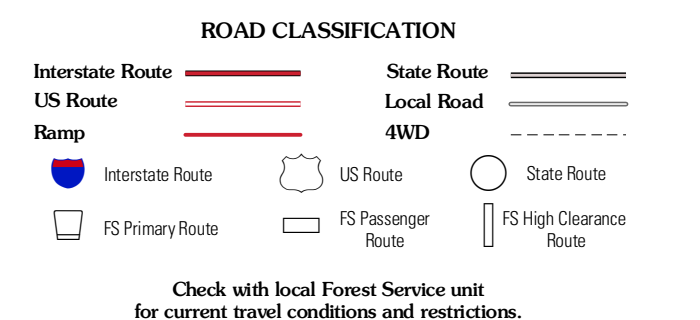 ROAD CLASSIFICATION
Interstate Route
State Route
US Route
Local Road
Ramp
4WD
Interstate Route
US Route
State Route
FS Primary Route
FS Passenger
Route
FS High Clearance
Route
Check with local Forest Service unit
for current travel conditions and restrictions.